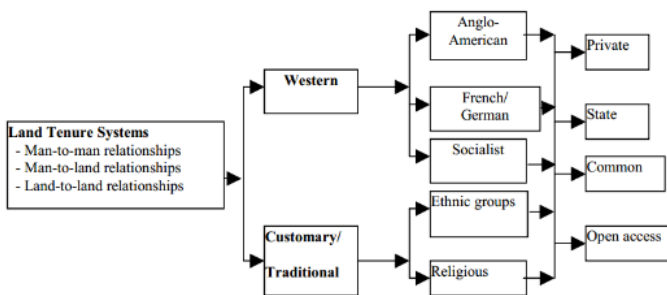 Land Tenure Systems
- Man-to-man relationships
- Man-to-land relationships
- Land-to-land relationships
Western
Customary/
Traditional
Anglo-
American
French/
German
Socialist
Ethnic groups
Religious
Private
State
Common
Open access